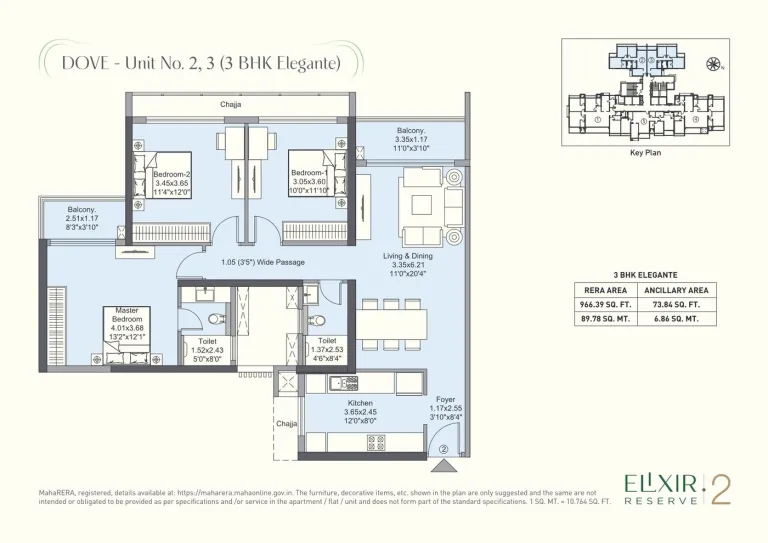 DOVE - Unit No. 2, 3 (3 BHK Elegante)
Chajja
Balcony.
3.35x1.17
11'0"x3'10"
N
2
3
1
5
4
Key Plan
Bedroom-2
3.45x3.65
11'4"x12'0"
Bedroom-1
3.05x3.60
10'0"x11'10"
Balcony.
2.51x1.17
8'3"x3'10"
1.05 (3'5") Wide Passage
Living & Dining
3.35x6.21
11'0"x20'4"
Master
Bedroom
4.01x3.68
13'2"x12'1"
Toilet
1.52x2.43
5'0"x8'0"
Toilet
1.37x2.53
4'6"x8'4"
Kitchen
3.65x2.45
12'0"x8'0"
Foyer
1.17x2.55
3'10"x8'4"
Chajja
2
3 BHK ELEGANTE
RERA AREA ANCILLARY AREA
966.39 SQ. FT. 73.84 SQ. FT.
89.78 SQ. MT. 6.86 SQ. MT.
MahaRERA, registered, details available at: https://maharera.mahaonline.gov.in. The furniture, decorative items, etc. shown in the plan are only suggested and the same are not
intended or obligated to be provided as per specifications and /or service in the apartment / flat / unit and does not form part of the standard specifications. 1 SQ. MT. = 10.764 SQ. FT.
ELIXIR
RESERVE
2